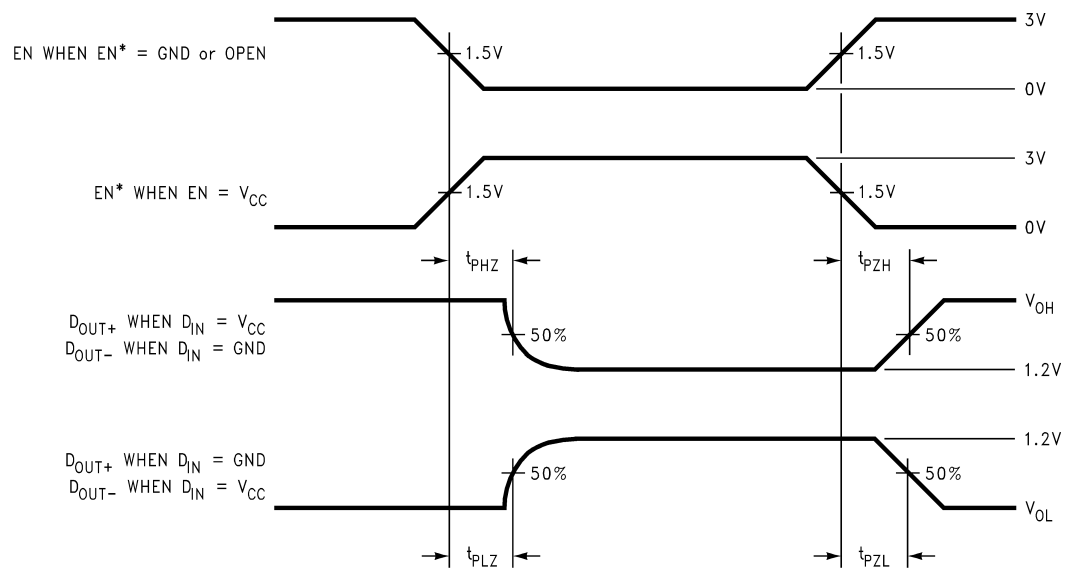 3V
EN WHEN EN* = GND or OPEN
1.5V
1.5V
0V
3V
EN* WHEN EN = VCC
1.5V
1.5V
0V
tPHZ
tPZH
VOH
DOUT+ WHEN DIN = VCC
DOUT− WHEN DIN = GND
50%
50%
1.2V
1.2V
DOUT+ WHEN DIN = GND
DOUT− WHEN DIN = VCC
50%
50%
VOL
tPLZ
tPZL